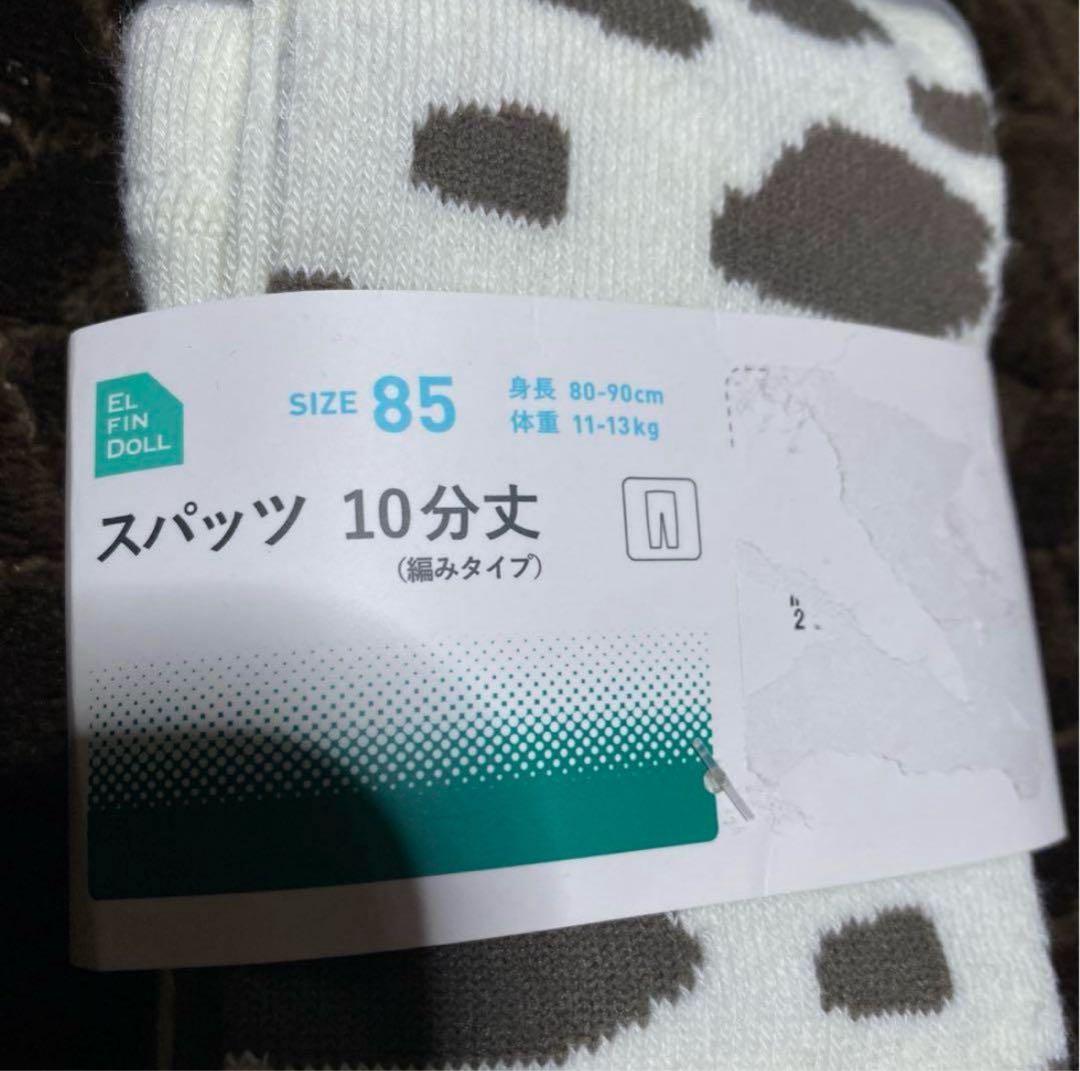 EL
FIN
DOLL
SIZE 85
身長 80-90cm
体重 11-13kg
スパッツ 10分丈
(編みタイプ)
2